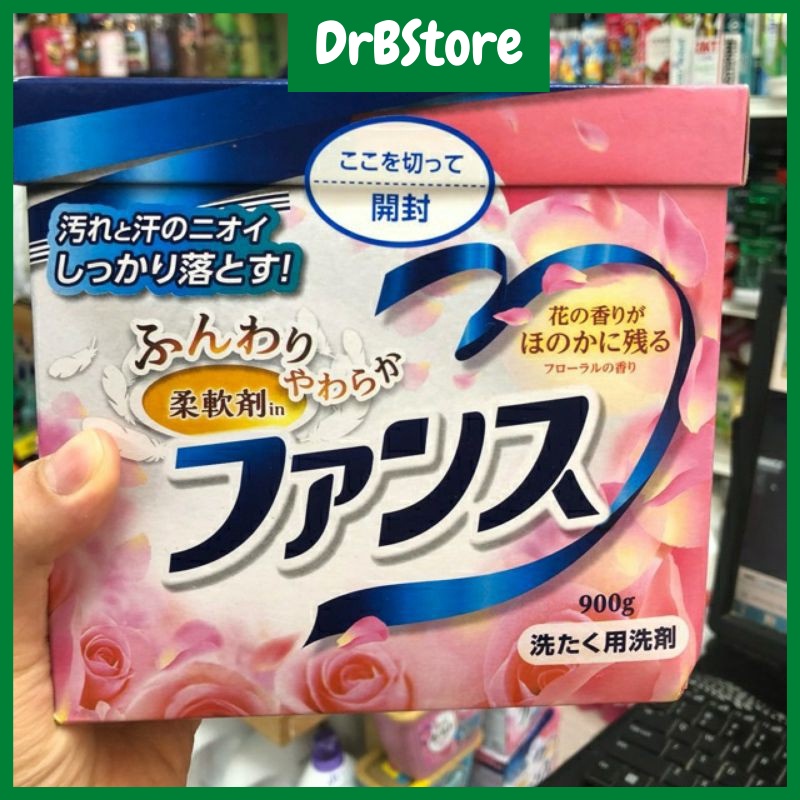 DrBStore
ここを切って
開封
汚れと汗のニオイ
しっかり落とす!
ふんわり
やわらか
柔軟剤in
花の香りが
ほのかに残る
フローラルの香り
ファンス
900g
洗たく用洗剤